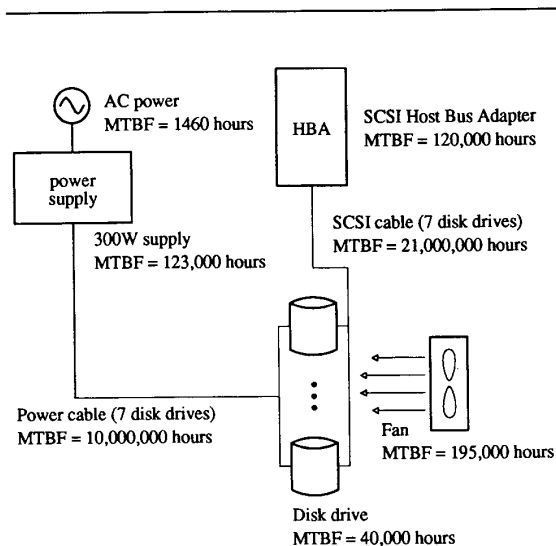 AC power
MTBF = 1460 hours
power
supply
300W supply
MTBF = 123,000 hours
HBA
SCSI Host Bus Adapter
MTBF = 120,000 hours
SCSI cable (7 disk drives)
MTBF = 21,000,000 hours
Power cable (7 disk drives)
MTBF = 10,000,000 hours
Fan
MTBF = 195,000 hours
Disk drive
MTBF = 40,000 hours